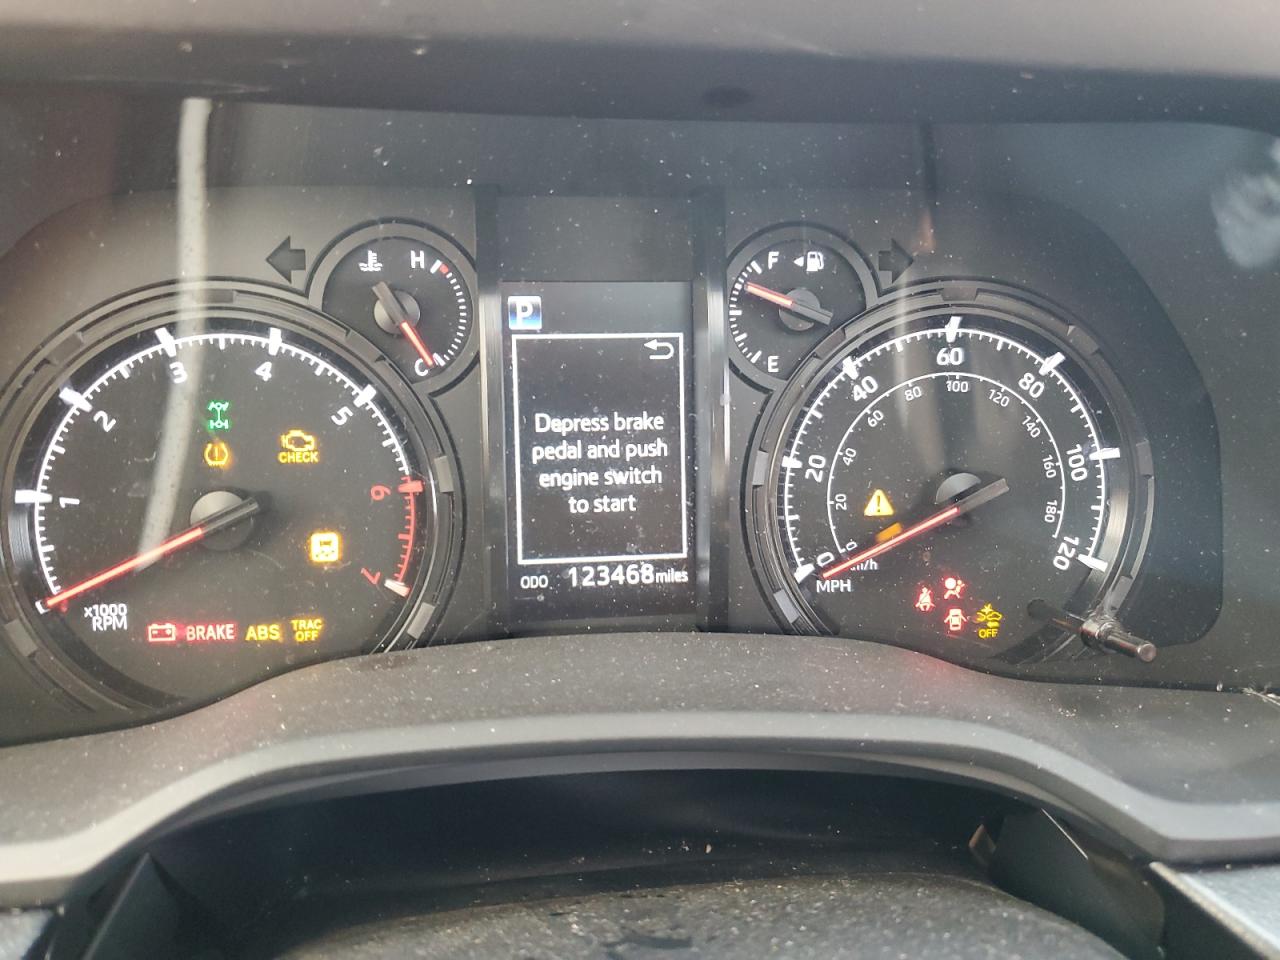 H
C
1
2
3
4
5
6
7
x1000
RPM
CHECK
BRAKE
ABS
TRAC
OFF
P
Depress brake
pedal and push
engine switch
to start
ODO 123468 miles
F
E
0
20
40
60
80
100
120
0
20
40
60
80
100
120
140
160
180
MPH
OFF